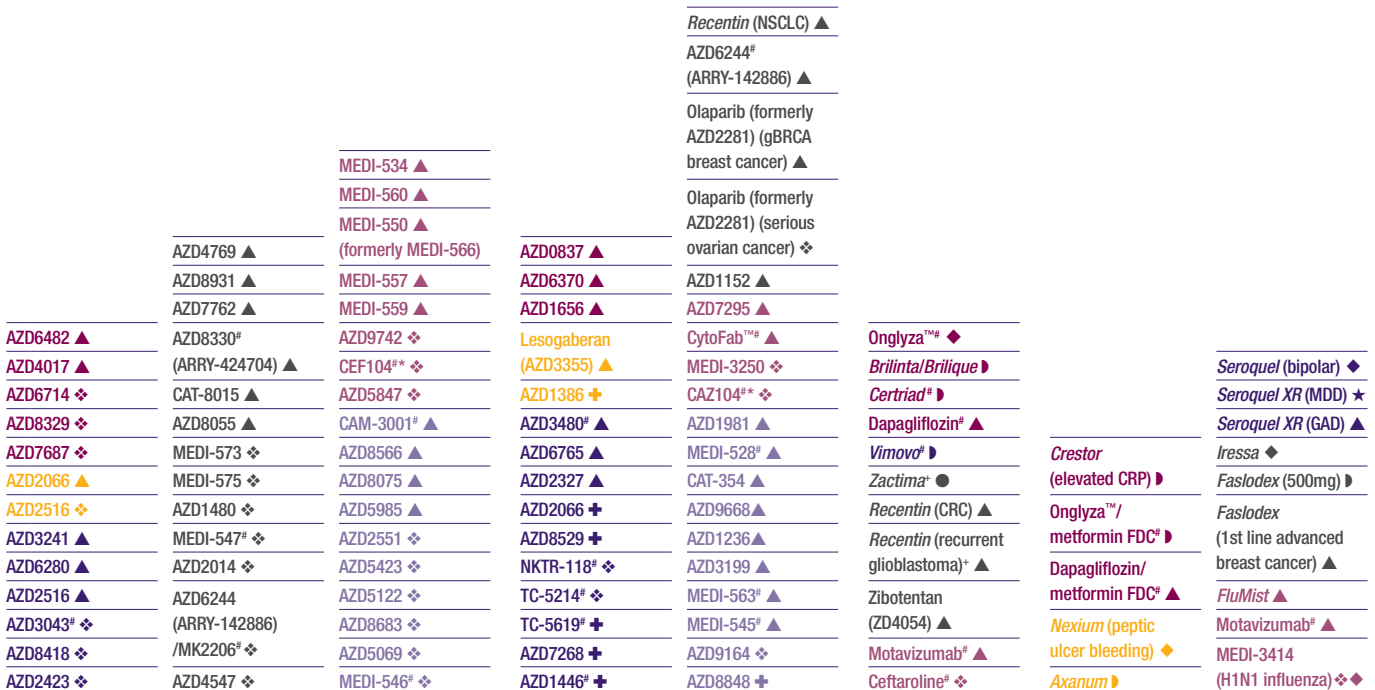 AZD6482 ▲
AZD4017 ▲
AZD6714 ❖
AZD8329 ❖
AZD7687 ❖
AZD2066 ▲
AZD2516 ❖
AZD3241 ▲
AZD6280 ▲
AZD2516 ▲
AZD3043# ❖
AZD8418 ❖
AZD2423 ❖
AZD4769 ▲
AZD8931 ▲
AZD7762 ▲
AZD8330#
(ARRY-424704) ▲
CAT-8015 ▲
AZD8055 ▲
MEDI-573 ❖
MEDI-575 ❖
AZD1480 ❖
MEDI-547# ❖
AZD2014 ❖
AZD6244
(ARRY-142886)
/MK2206# ❖
AZD4547 ❖
MEDI-534 ▲
MEDI-560 ▲
MEDI-550 ▲
(formerly MEDI-566)
MEDI-557 ▲
MEDI-559 ▲
AZD9742 ❖
CEF104#* ❖
AZD5847 ❖
CAM-3001# ▲
AZD8566 ▲
AZD8075 ▲
AZD5985 ▲
AZD2551 ❖
AZD5423 ❖
AZD5122 ❖
AZD8683 ❖
AZD5069 ❖
MEDI-546# ❖
AZD0837 ▲
AZD6370 ▲
AZD1656 ▲
Lesogaberan
(AZD3355) ▲
AZD1386 ✚
AZD3480# ▲
AZD6765 ▲
AZD2327 ▲
AZD2066 ✚
AZD8529 ✚
NKTR-118# ❖
TC-5214# ❖
TC-5619# ✚
AZD7268 ✚
AZD1446# ✚
Recentin (NSCLC) ▲
AZD6244#
(ARRY-142886) ▲
Olaparib (formerly
AZD2281) (gBRCA
breast cancer) ▲
Olaparib (formerly
AZD2281) (serious
ovarian cancer) ❖
AZD1152 ▲
AZD7295 ▲
CytoFab™# ▲
MEDI-3250 ❖
CAZ104#* ❖
AZD1981 ▲
MEDI-528# ▲
CAT-354 ▲
AZD9668▲
AZD1236▲
AZD3199 ▲
MEDI-563# ▲
MEDI-545# ▲
AZD9164 ❖
AZD8848 ✚
Onglyza™# ◆
Brilinta/Brilique ◗
Certriad# ◗
Dapagliflozin# ▲
Vimovo# ◗
Zactima+ ●
Recentin (CRC) ▲
Recentin (recurrent
glioblastoma)+ ▲
Zibotentan
(ZD4054) ▲
Motavizumab# ▲
Ceftaroline# ❖
Crestor
(elevated CRP) ◗
Onglyza™/
metformin FDC# ◗
Dapagliflozin/
metformin FDC# ▲
Nexium (peptic
ulcer bleeding) ◆
Axanum ◗
Seroquel (bipolar) ◆
Seroquel XR (MDD) ★
Seroquel XR (GAD) ▲
Iressa ◆
Faslodex (500mg) ◗
Faslodex
(1st line advanced
breast cancer) ▲
FluMist ▲
Motavizumab# ▲
MEDI-3414
(H1N1 influenza) ❖◆